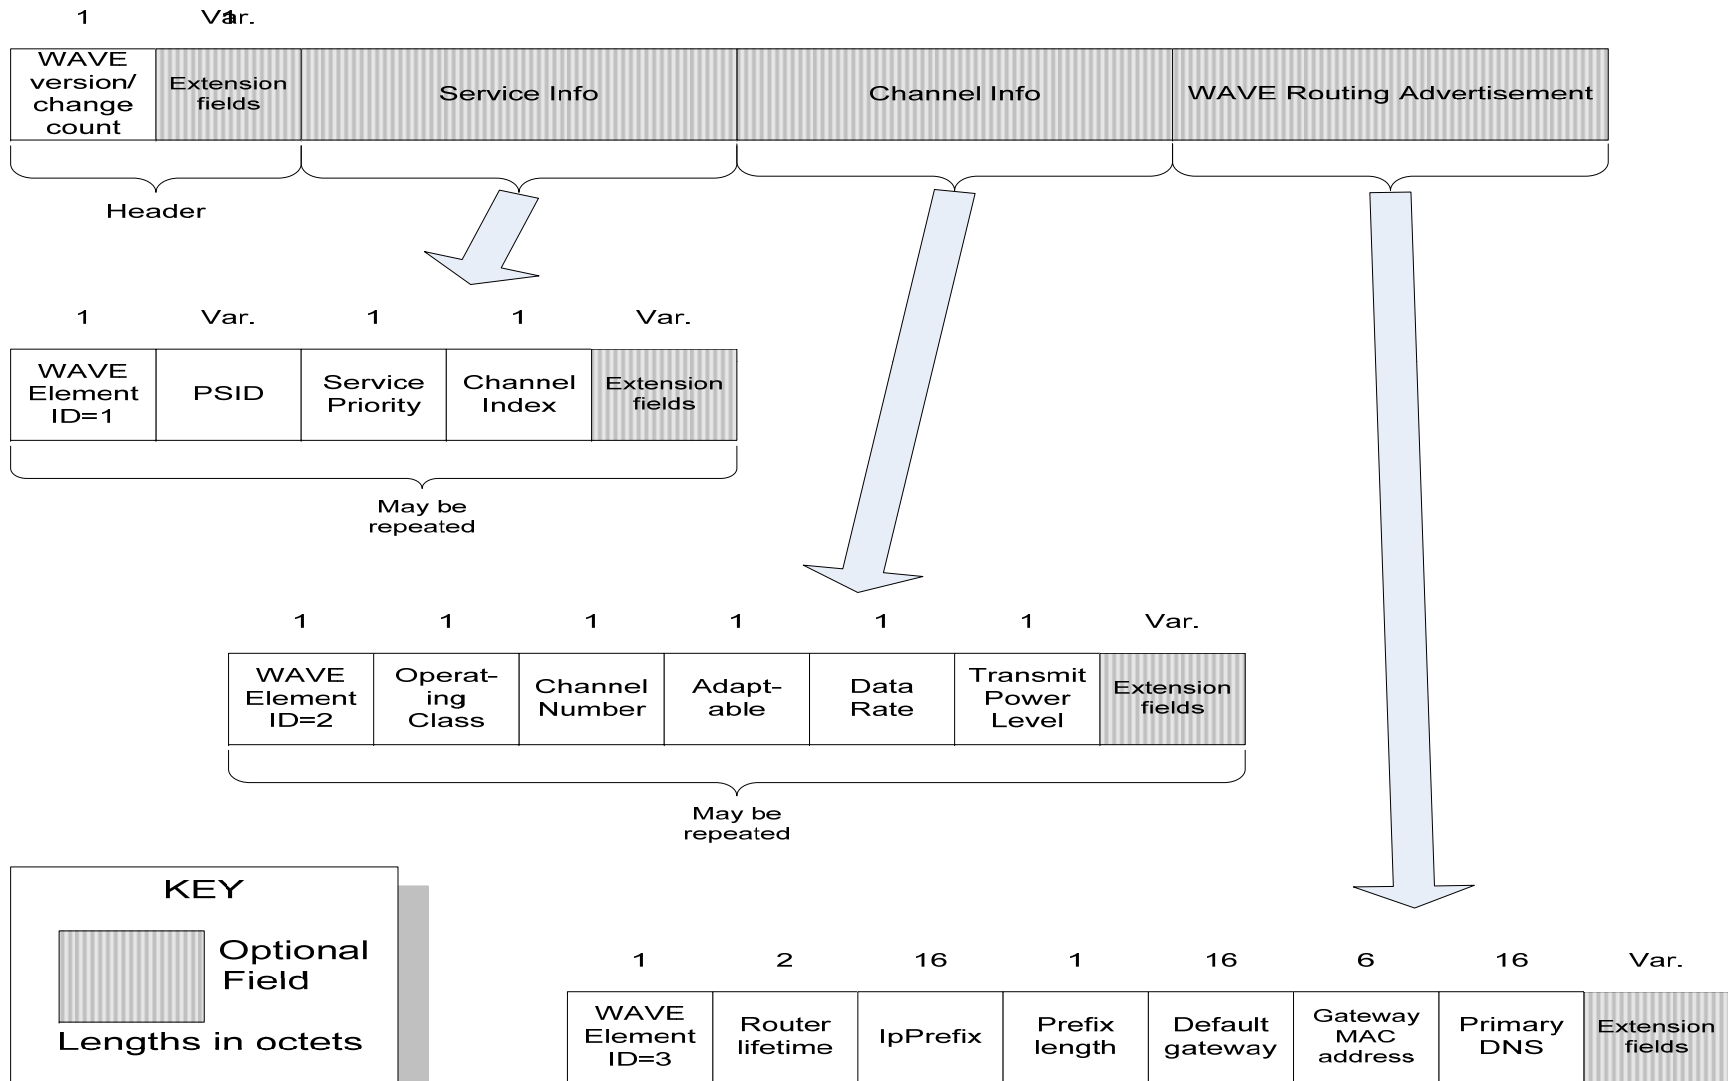 1 Var. 1
WAVE version/ change count
Extension fields
Service Info
Channel Info
WAVE Routing Advertisement
Header
1 Var. 1 1 Var.
WAVE Element ID=1
PSID
Service Priority
Channel Index
Extension fields
May be repeated
1 1 1 1 1 1 Var.
WAVE Element ID=2
Operat- ing Class
Channel Number
Adapt- able
Data Rate
Transmit Power Level
Extension fields
May be repeated
KEY
Optional Field
Lengths in octets
1 2 16 1 16 6 16 Var.
WAVE Element ID=3
Router lifetime
IpPrefix
Prefix length
Default gateway
Gateway MAC address
Primary DNS
Extension fields